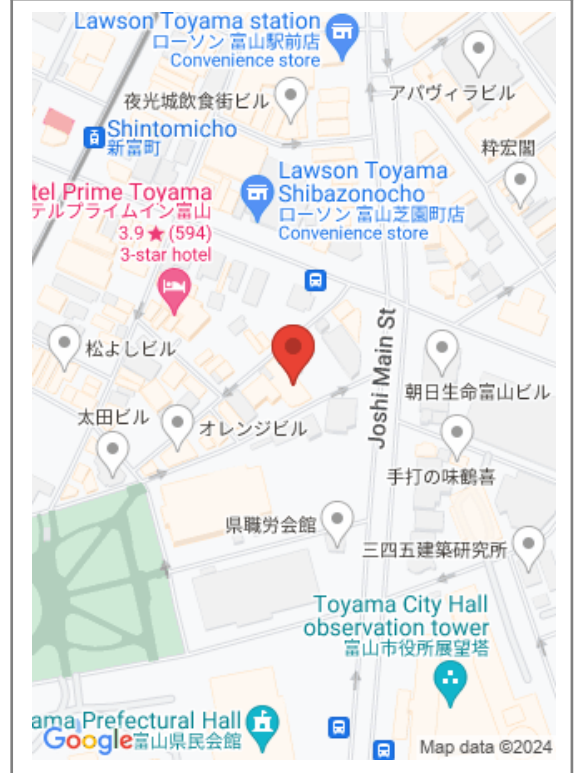 Lawson Toyama station
ローソン 富山駅前店
Convenience store
夜光城飲食街ビル
アパヴィラビル
Shintomicho
新富町
粋宏閣
tel Prime Toyama
テルプライムイン富山
3.9★ (594)
3-star hotel
Lawson Toyama
Shibazonocho
ローソン 富山芝園町店
Convenience store
Joshi Main St
松よしビル
朝日生命富山ビル
太田ビル
オレンジビル
手打の味鶴喜
県職労会館
三四五建築研究所
Toyama City Hall
observation tower
富山市役所展望塔
ama Prefectural Hall
富山県民会館
Google
Map data ©2024